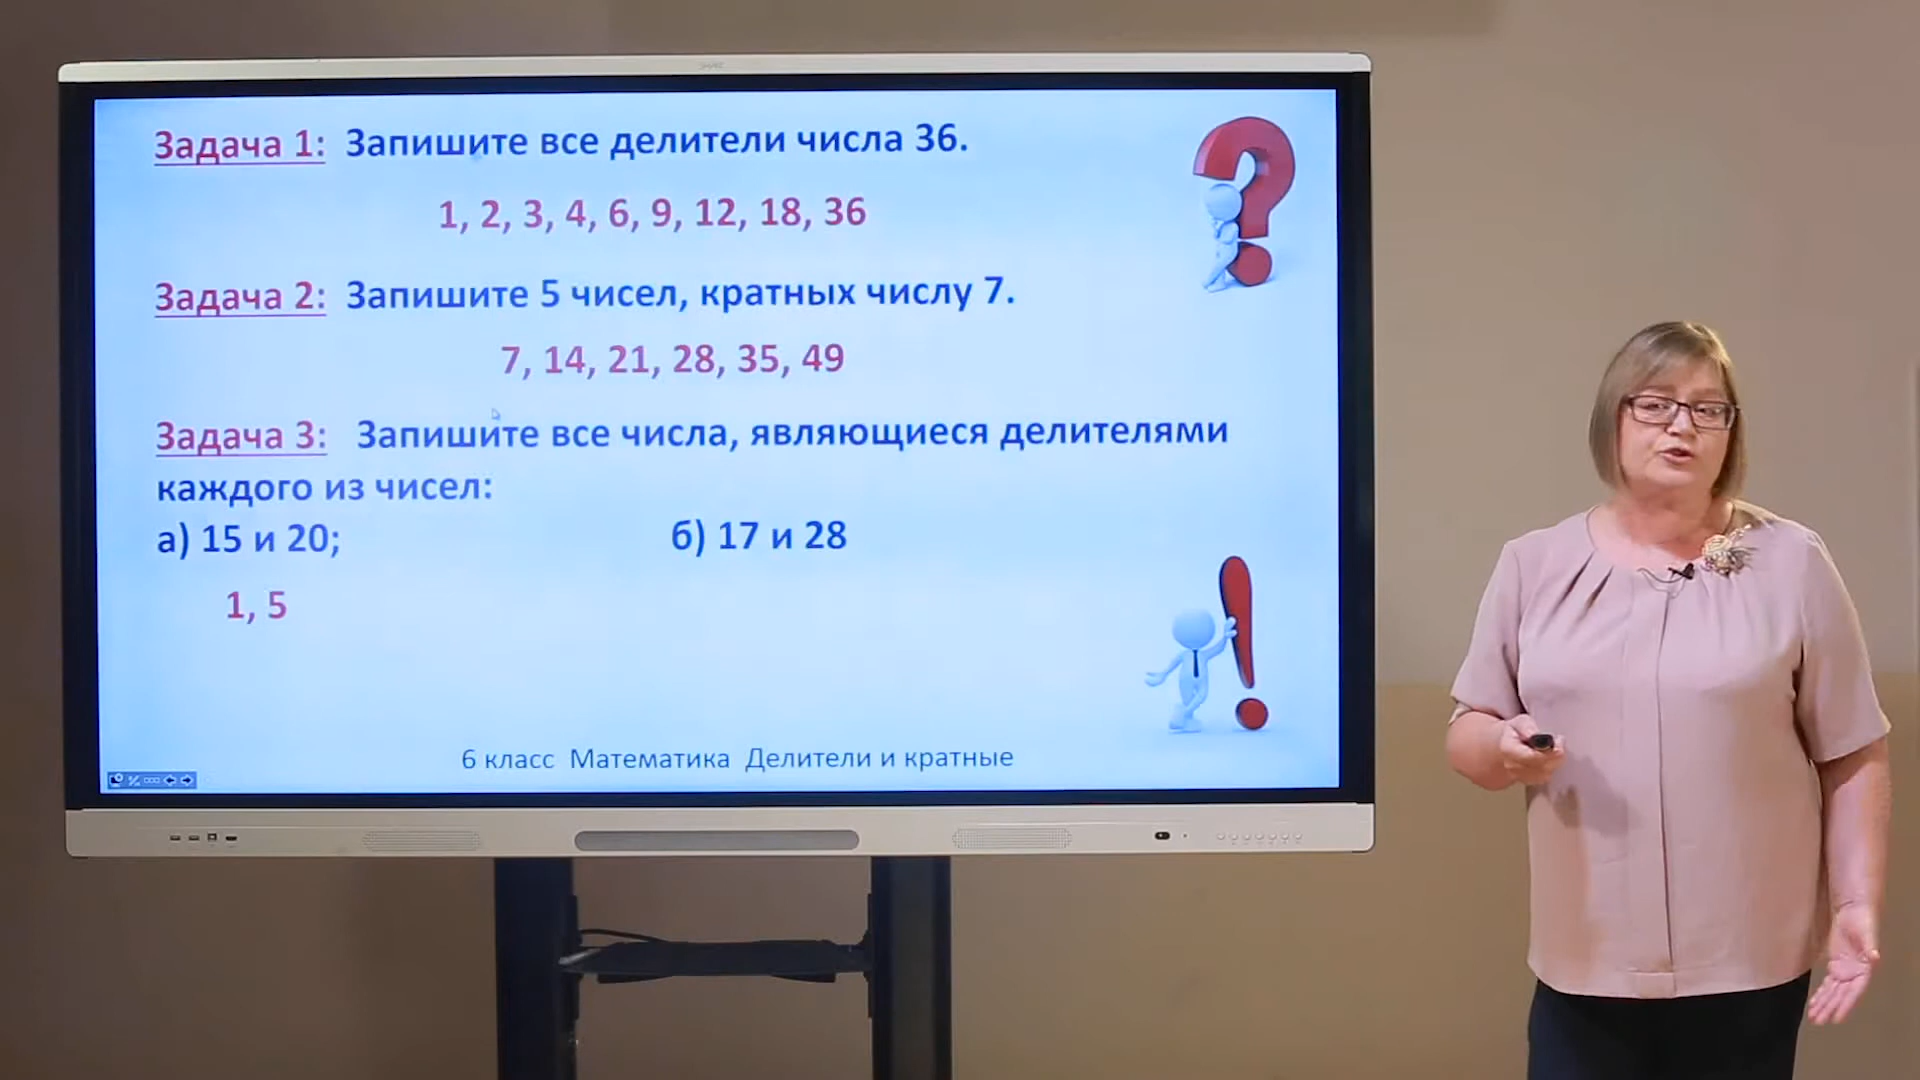 Задача 1: Запишите все делители числа 36.
1, 2, 3, 4, 6, 9, 12, 18, 36
Задача 2: Запишите 5 чисел, кратных числу 7.
7, 14, 21, 28, 35, 49
Задача 3: Запишите все числа, являющиеся делителями
каждого из чисел:
а) 15 и 20; б) 17 и 28
1, 5
6 класс Математика Делители и кратные